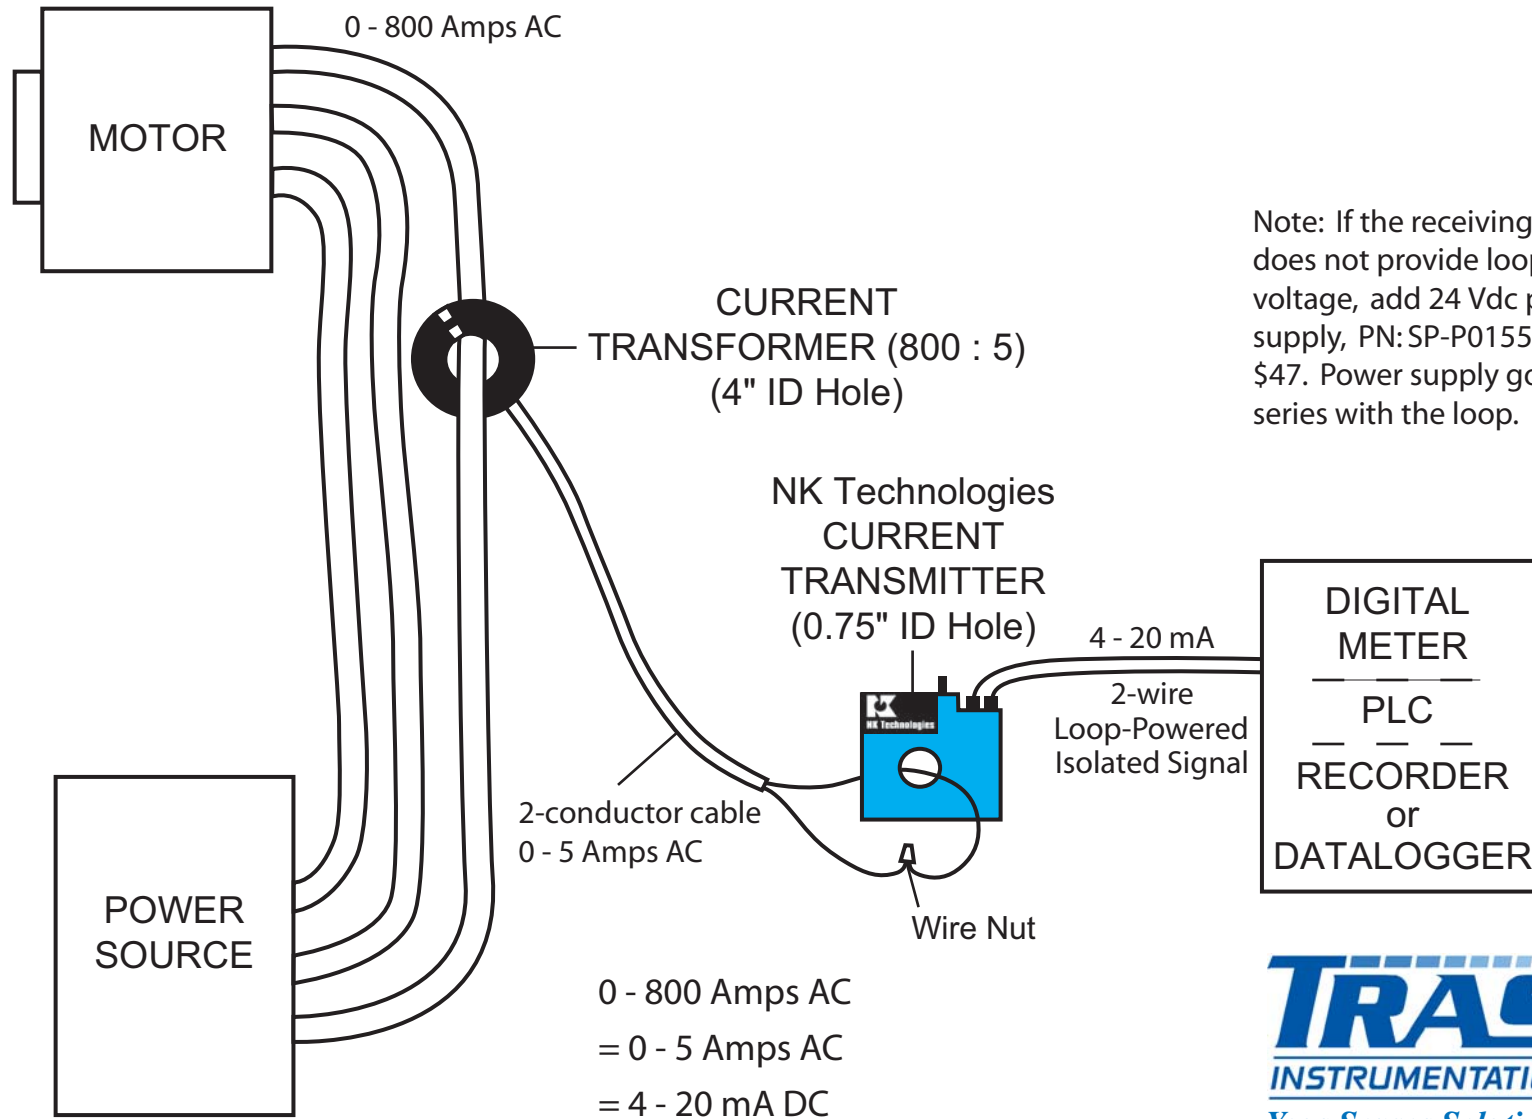 0 - 800 Amps AC
MOTOR
Note: If the receiving
does not provide loop
voltage, add 24 Vdc p
supply, PN: SP-P0155
$47. Power supply go
series with the loop.
CURRENT
TRANSFORMER (800 : 5)
(4" ID Hole)
NK Technologies
CURRENT
TRANSMITTER
(0.75" ID Hole)
4 - 20 mA
2-wire
Loop-Powered
Isolated Signal
NK Technologies
DIGITAL
METER
PLC
RECORDER
or
DATALOGGER
2-conductor cable
0 - 5 Amps AC
Wire Nut
POWER
SOURCE
0 - 800 Amps AC
= 0 - 5 Amps AC
= 4 - 20 mA DC
TRA
INSTRUMENTATI